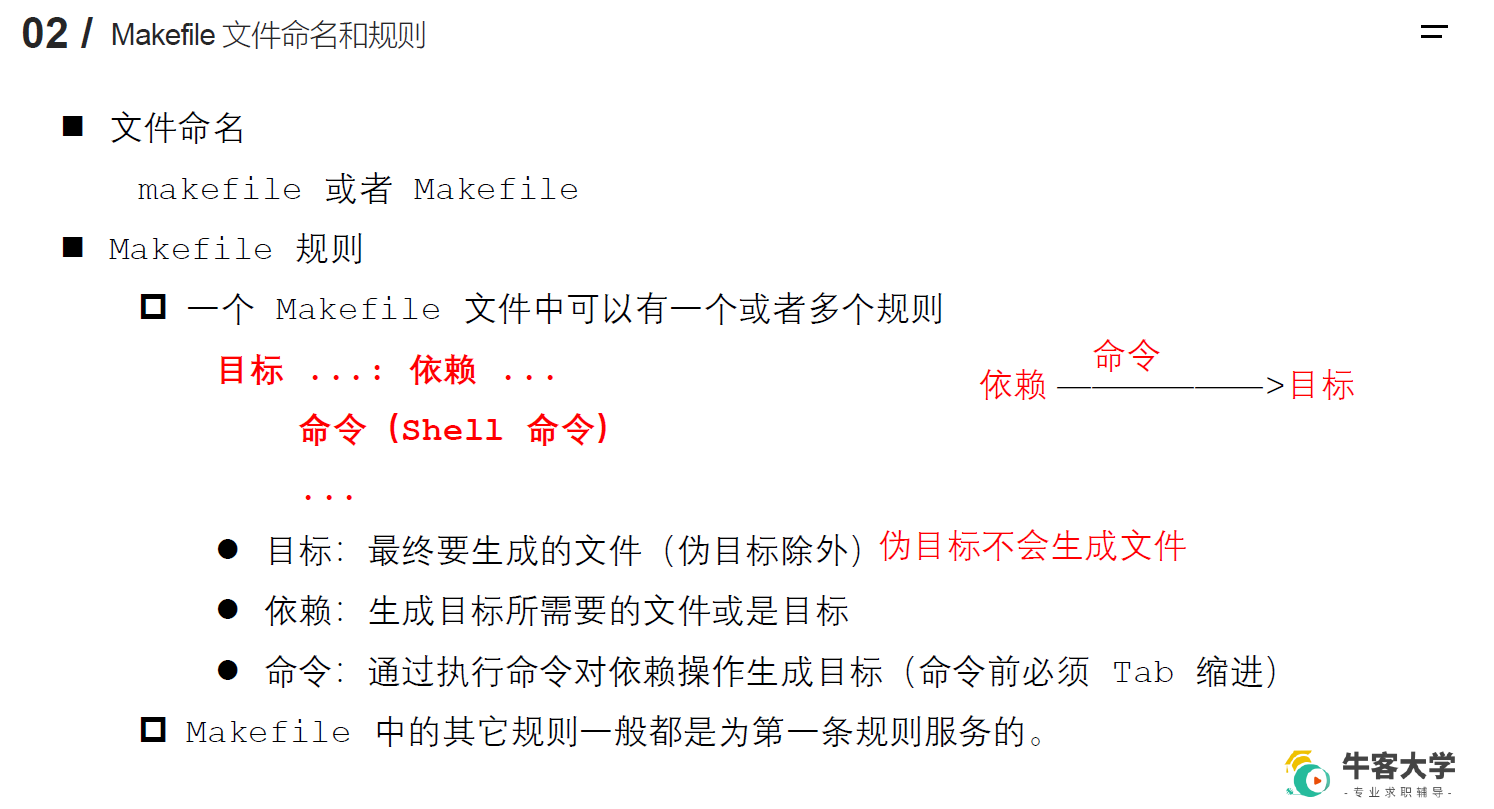 02 / Makefile 文件命名和规则
■ 文件命名
makefile 或者 Makefile
■ Makefile 规则
一个 Makefile 文件中可以有一个或者多个规则
目标 ...: 依赖 ...
命令
依赖 ——————>目标
命令（Shell 命令）
...
● 目标：最终要生成的文件（伪目标除外）伪目标不会生成文件
● 依赖：生成目标所需要的文件或是目标
● 命令：通过执行命令对依赖操作生成目标（命令前必须 Tab 缩进）
Makefile 中的其它规则一般都是为第一条规则服务的。
牛客大学
-专业求职辅导-